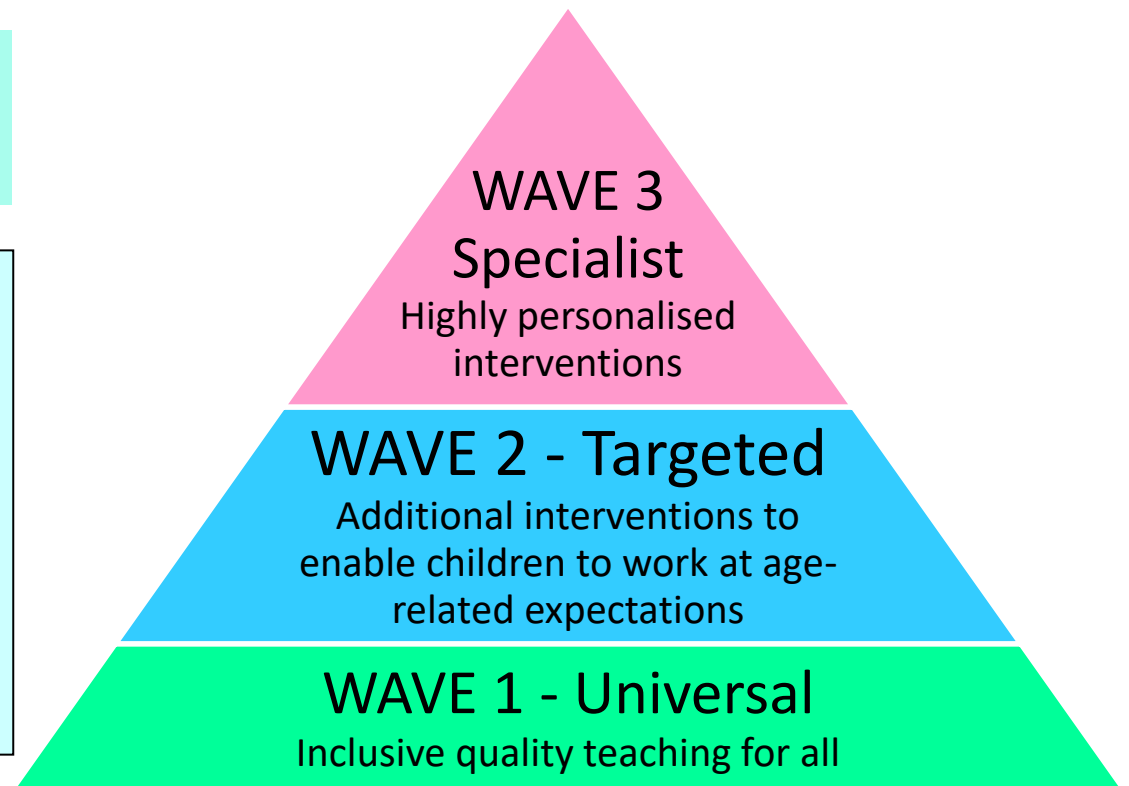 WAVE 3
Specialist
Highly personalised
interventions
WAVE 2 - Targeted
Additional interventions to
enable children to work at age-
related expectations
WAVE 1 - Universal
Inclusive quality teaching for all